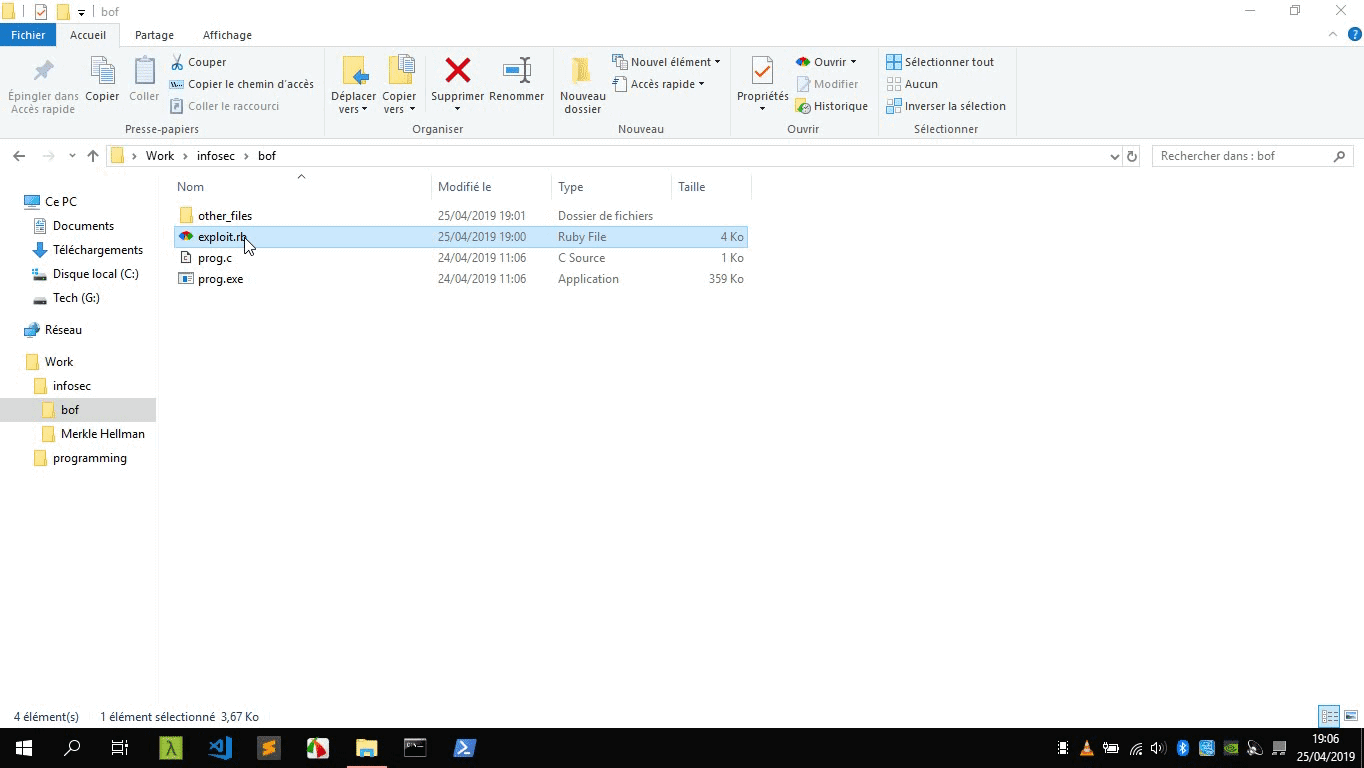 bof
Fichier Accueil Partage Affichage
Épingler dans Accès rapide
Copier
Coller
Couper
Copier le chemin d'accès
Coller le raccourci
Presse-papiers
Déplacer vers
Copier vers
Supprimer
Renommer
Organiser
Nouveau dossier
Nouvel élément
Accès rapide
Nouveau
Propriétés
Ouvrir
Modifier
Historique
Ouvrir
Sélectionner tout
Aucun
Inverser la sélection
Sélectionner
Work › infosec › bof
Rechercher dans : bof
Ce PC
Documents
Téléchargements
Disque local (C:)
Tech (G:)
Réseau
Work
infosec
bof
Merkle Hellman
programming
Nom Modifié le Type Taille
other_files 25/04/2019 19:01 Dossier de fichiers
exploit.rb 25/04/2019 19:00 Ruby File 4 Ko
prog.c 24/04/2019 11:06 C Source 1 Ko
prog.exe 24/04/2019 11:06 Application 359 Ko
4 élément(s) 1 élément sélectionné 3,67 Ko
19:06
25/04/2019